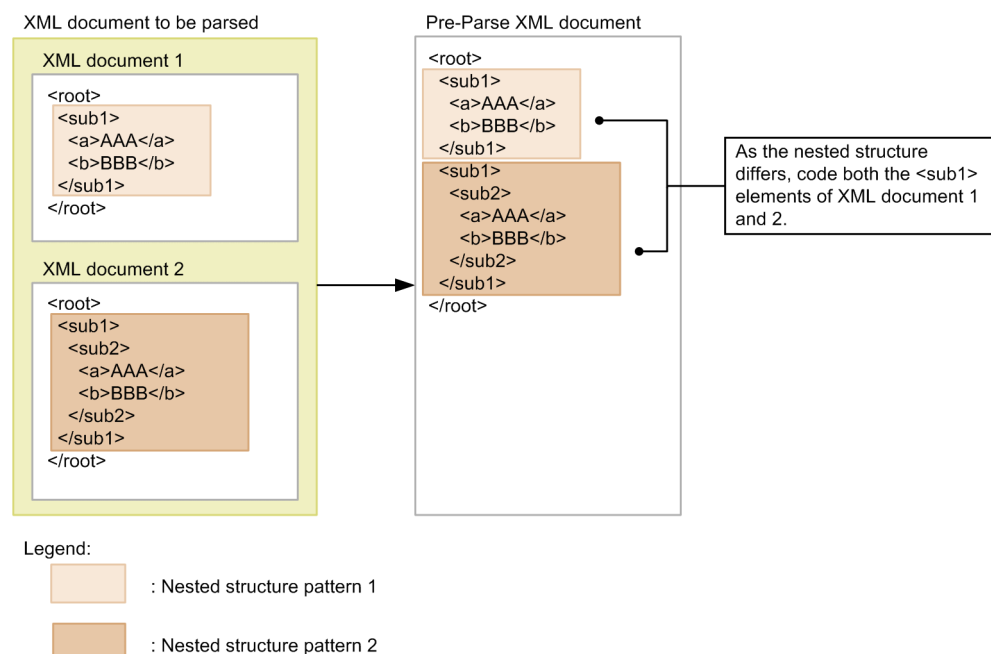 XML document to be parsed
XML document 1
<root>
<sub1>
<a>AAA</a>
<b>BBB</b>
</sub1>
</root>
XML document 2
<root>
<sub1>
<sub2>
<a>AAA</a>
<b>BBB</b>
</sub2>
</sub1>
</root>
Pre-Parse XML document
<root>
<sub1>
<a>AAA</a>
<b>BBB</b>
</sub1>
<sub1>
<sub2>
<a>AAA</a>
<b>BBB</b>
</sub2>
</sub1>
</root>
As the nested structure
differs, code both the <sub1>
elements of XML document 1
and 2.
Legend:
: Nested structure pattern 1
: Nested structure pattern 2